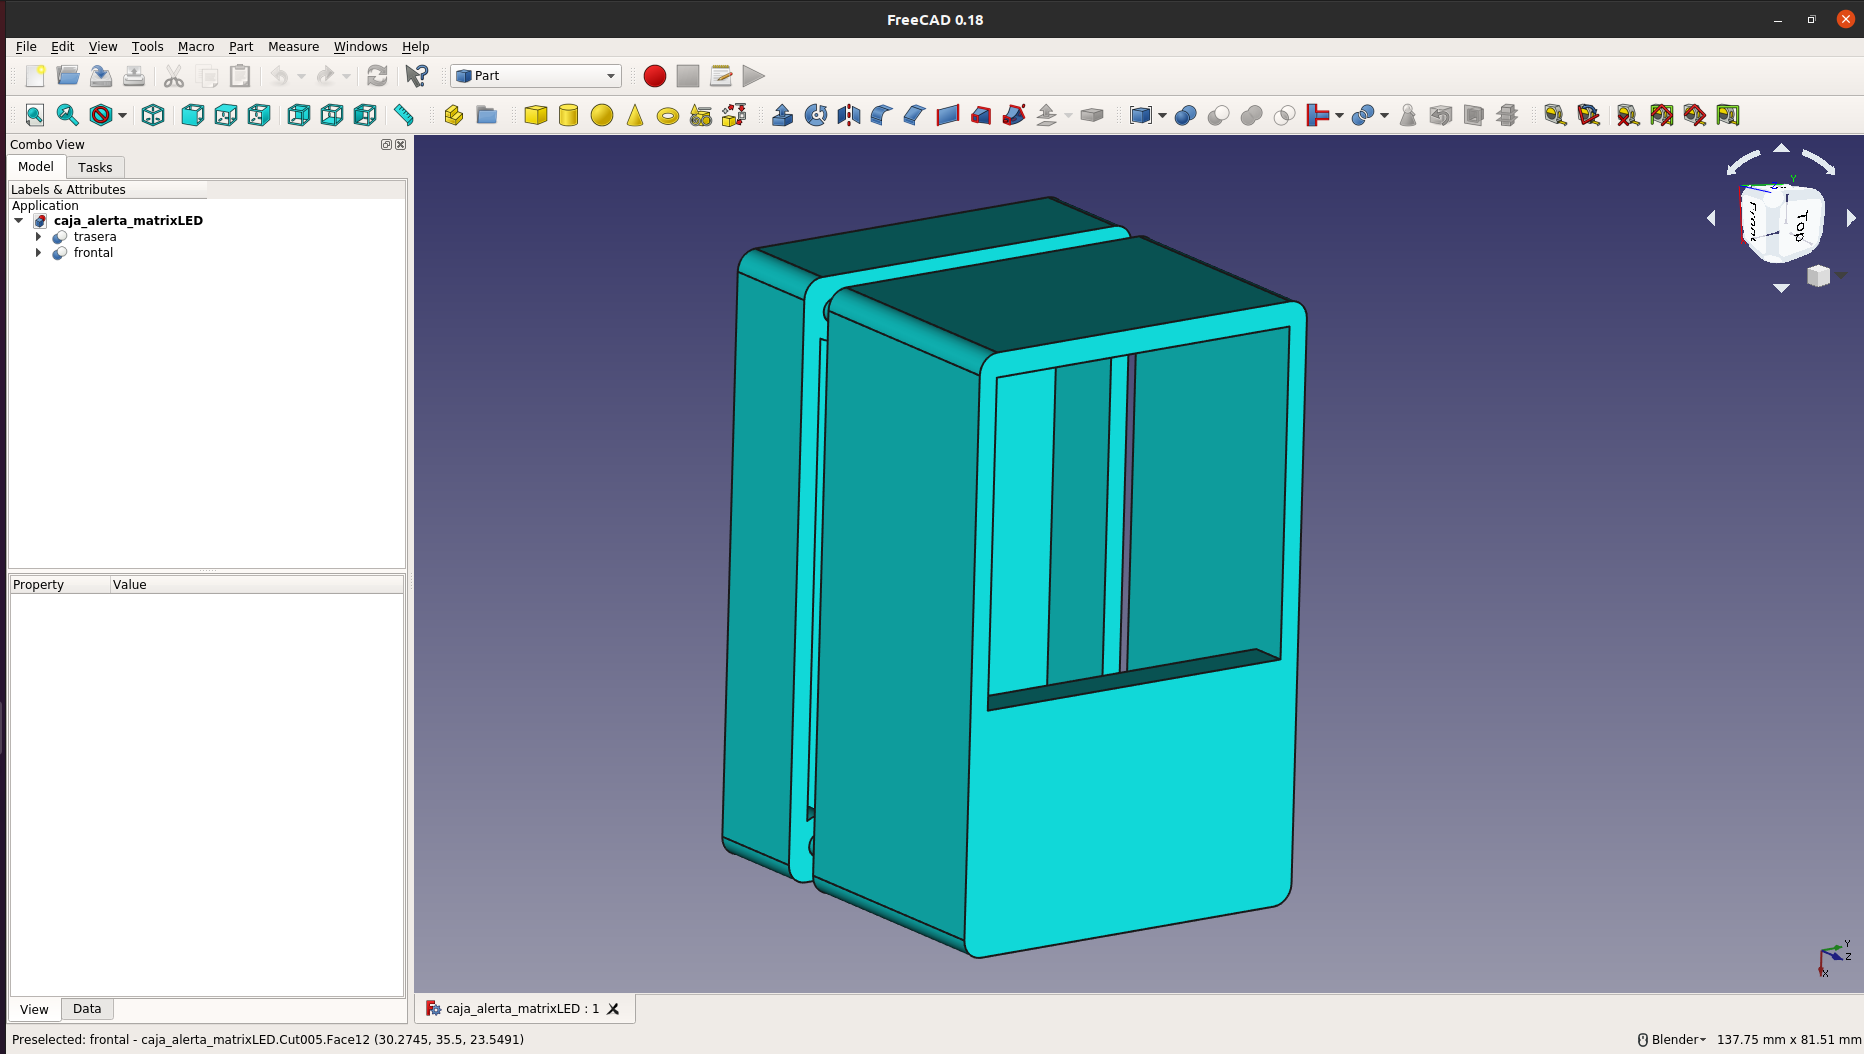 FreeCAD 0.18
File Edit View Tools Macro Part Measure Windows Help
Part
Combo View
Model Tasks
Labels & Attributes
Application
caja_alerta_matrixLED
trasera
frontal
Property Value
View Data
Y
Front
Top
Y
Z
X
caja_alerta_matrixLED : 1
Preselected: frontal - caja_alerta_matrixLED.Cut005.Face12 (30.2745, 35.5, 23.5491)
Blender 137.75 mm x 81.51 mm